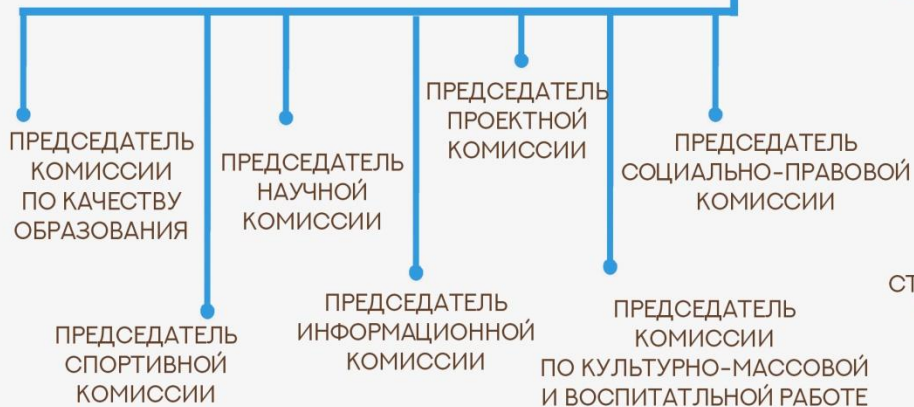 ПРЕДСЕДАТЕЛЬ
КОМИССИИ
ПО КАЧЕСТВУ
ОБРАЗОВАНИЯ
ПРЕДСЕДАТЕЛЬ
СПОРТИВНОЙ
КОМИССИИ
ПРЕДСЕДАТЕЛЬ
НАУЧНОЙ
КОМИССИИ
ПРЕДСЕДАТЕЛЬ
ИНФОРМАЦИОННОЙ
КОМИССИИ
ПРЕДСЕДАТЕЛЬ
ПРОЕКТНОЙ
КОМИССИИ
ПРЕДСЕДАТЕЛЬ
КОМИССИИ
ПО КУЛЬТУРНО-МАССОВОЙ
И ВОСПИТАТЛЬНОЙ РАБОТЕ
ПРЕДСЕДАТЕЛЬ
СОЦИАЛЬНО-ПРАВОВОЙ
КОМИССИИ
СТ